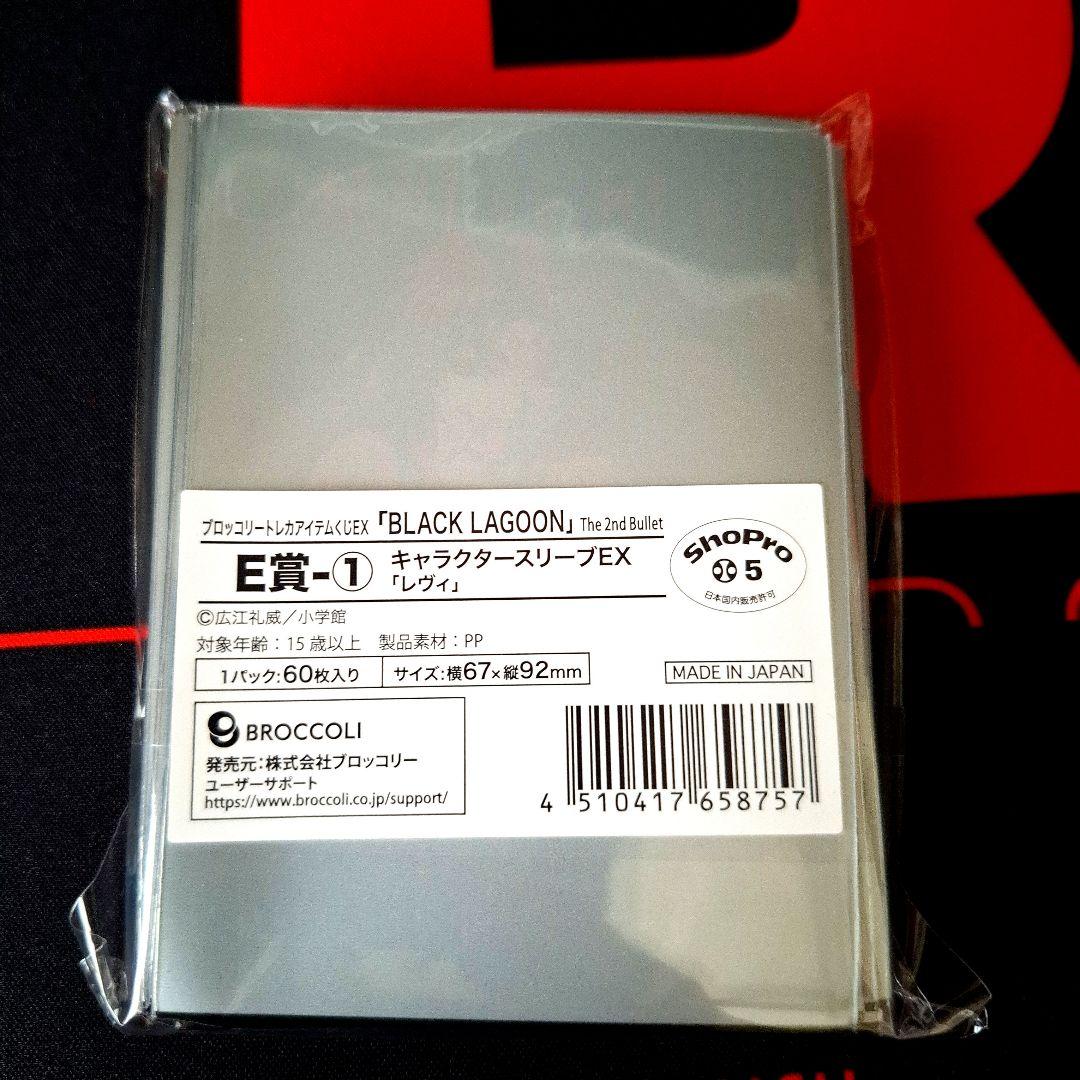 ブロッコリートレカアイテムくじEX「BLACK LAGOON」The 2nd Bullet
E賞-① キャラクタースリーブEX
「レヴィ」
ShoPro
5
日本国内販売許可
©広江礼威／小学館
対象年齢：15歳以上 製品素材：PP
1パック：60枚入り サイズ：横67×縦92mm
MADE IN JAPAN
BROCCOLI
発売元：株式会社ブロッコリー
ユーザーサポート
https://www.broccoli.co.jp/support/
4 510417 658757